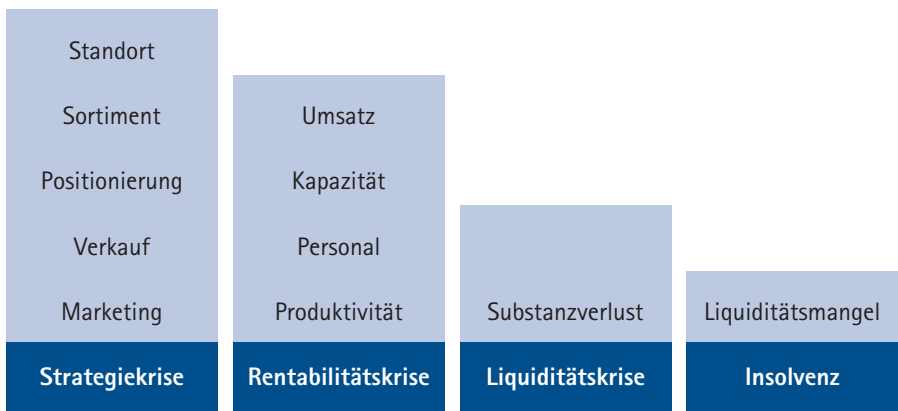 Standort
Sortiment
Positionierung
Verkauf
Marketing
Strategiekrise
Umsatz
Kapazität
Personal
Produktivität
Rentabilitätskrise
Substanzverlust
Liquiditätskrise
Liquiditätsmangel
Insolvenz